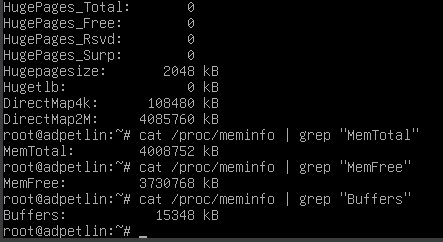 HugePages_Total:       0
HugePages_Free:        0
HugePages_Rsvd:        0
HugePages_Surp:        0
Hugepagesize:       2048 kB
Hugetlb:               0 kB
DirectMap4k:      108480 kB
DirectMap2M:     4085760 kB
root@adpetlin:~# cat /proc/meminfo | grep "MemTotal"
MemTotal:        4008752 kB
root@adpetlin:~# cat /proc/meminfo | grep "MemFree"
MemFree:         3730768 kB
root@adpetlin:~# cat /proc/meminfo | grep "Buffers"
Buffers:           15348 kB
root@adpetlin:~# _